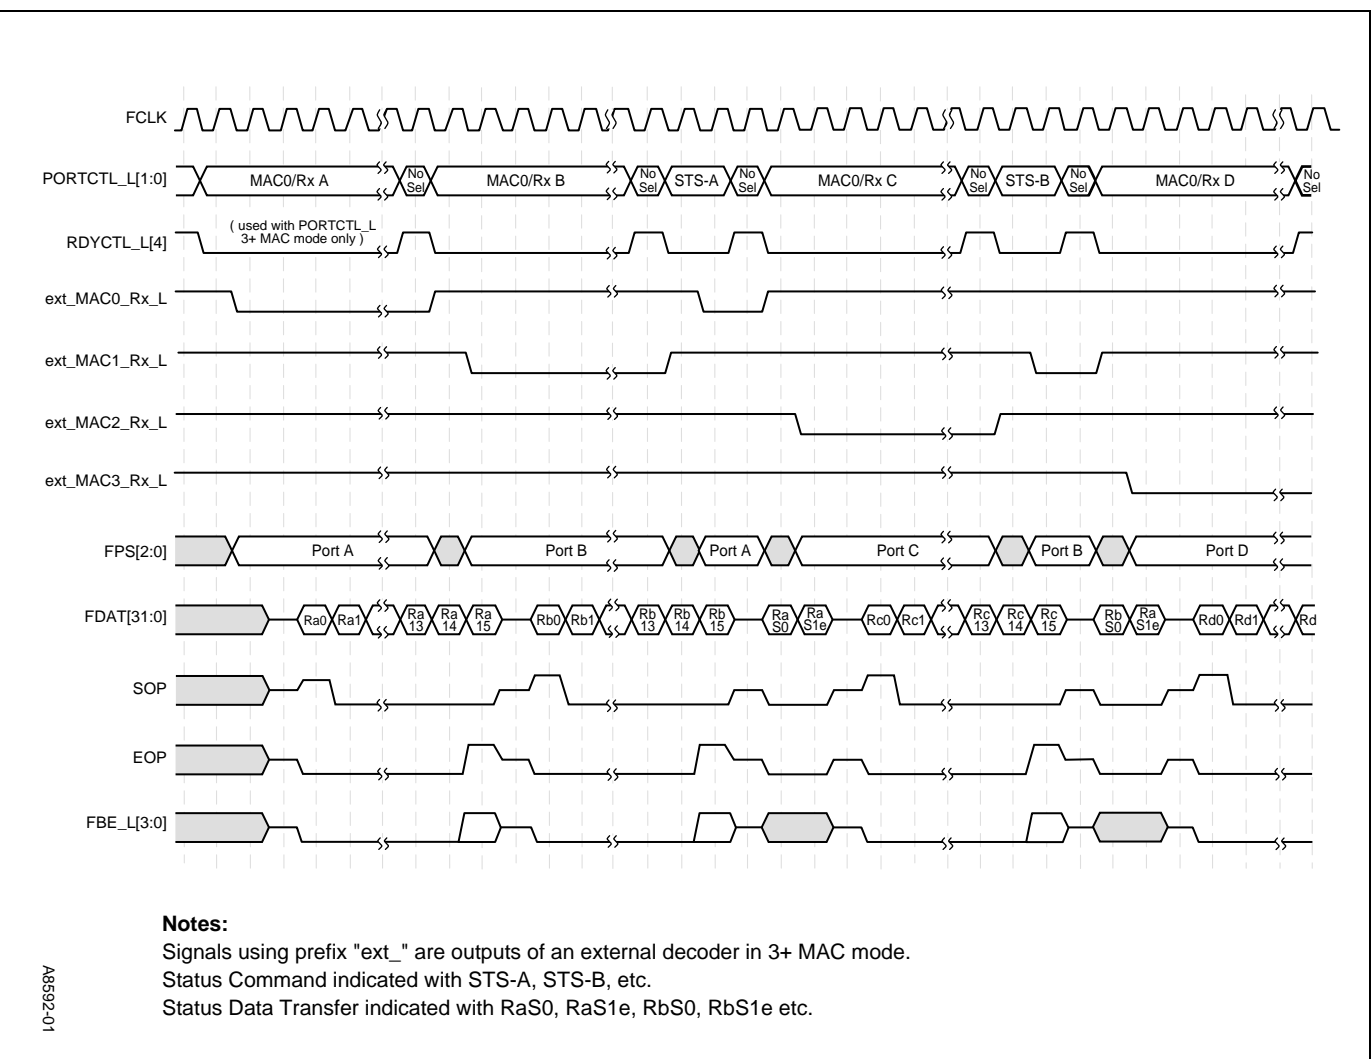 FCLK
PORTCTL_L[1:0] MAC0/Rx A No Sel MAC0/Rx B No Sel STS-A No Sel MAC0/Rx C No Sel STS-B No Sel MAC0/Rx D No Sel
RDYCTL_L[4] ( used with PORTCTL_L
3+ MAC mode only )
ext_MAC0_Rx_L
ext_MAC1_Rx_L
ext_MAC2_Rx_L
ext_MAC3_Rx_L
FPS[2:0] Port A Port B Port A Port C Port B Port D
FDAT[31:0] Ra0 Ra1 Ra 13 Ra 14 Ra 15 Rb0 Rb1 Rb 13 Rb 14 Rb 15 Ra S0 Ra S1e Rc0 Rc1 Rc 13 Rc 14 Rc 15 Rb S0 Ra S1e Rd0 Rd1 Rd
SOP
EOP
FBE_L[3:0]
Notes:
Signals using prefix "ext_" are outputs of an external decoder in 3+ MAC mode.
Status Command indicated with STS-A, STS-B, etc.
Status Data Transfer indicated with RaS0, RaS1e, RbS0, RbS1e etc.
A8592-01